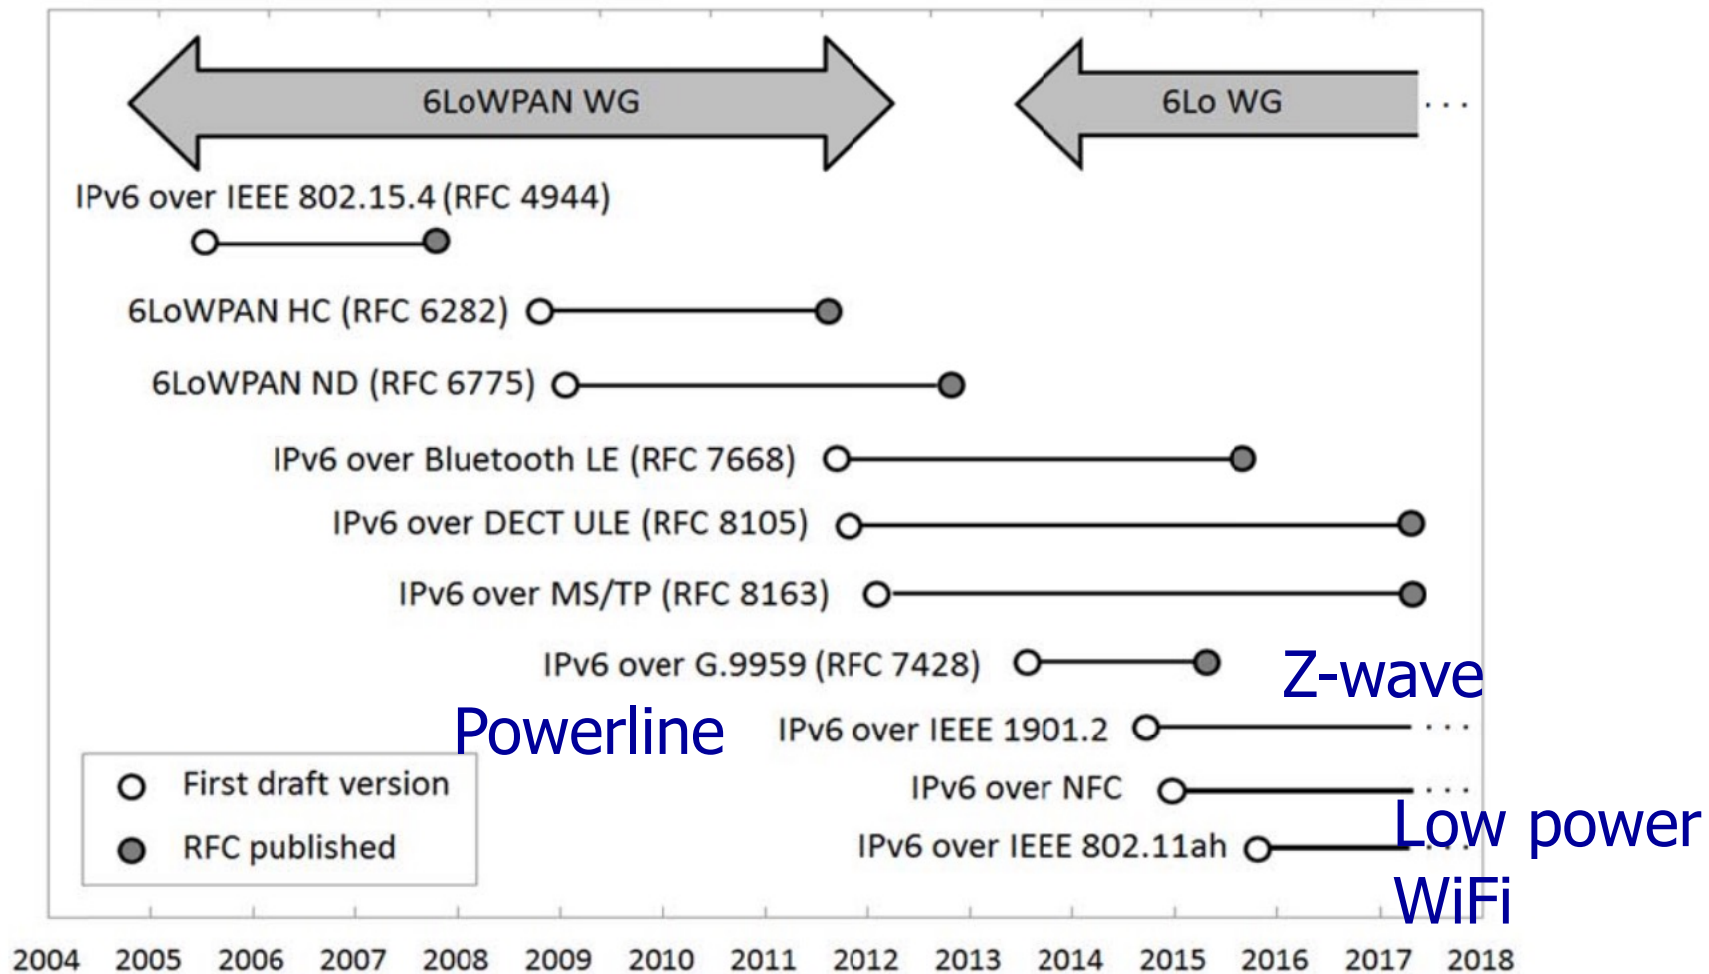 6LoWPAN WG
6Lo WG
. . .
IPv6 over IEEE 802.15.4 (RFC 4944)
6LoWPAN HC (RFC 6282)
6LoWPAN ND (RFC 6775)
IPv6 over Bluetooth LE (RFC 7668)
IPv6 over DECT ULE (RFC 8105)
IPv6 over MS/TP (RFC 8163)
IPv6 over G.9959 (RFC 7428)
Z-wave
Powerline
IPv6 over IEEE 1901.2
. . .
IPv6 over NFC
. . .
IPv6 over IEEE 802.11ah
. . .
Low power
WiFi
First draft version
RFC published
2004 2005 2006 2007 2008 2009 2010 2011 2012 2013 2014 2015 2016 2017 2018